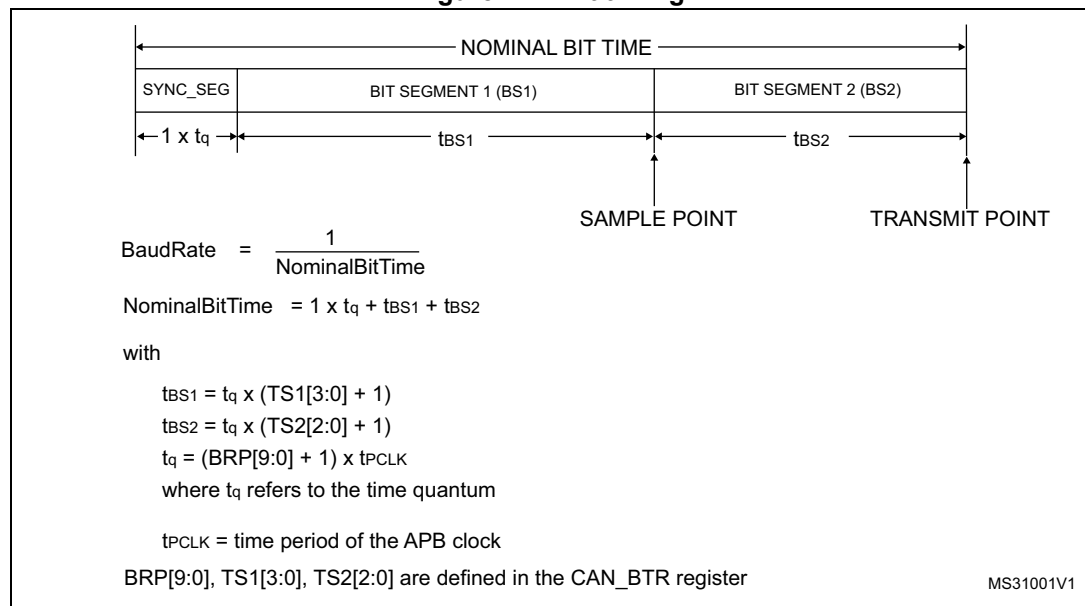 NOMINAL BIT TIME
SYNC_SEG BIT SEGMENT 1 (BS1) BIT SEGMENT 2 (BS2)
1 x tq tBS1 tBS2
SAMPLE POINT TRANSMIT POINT
BaudRate = 1
NominalBitTime
NominalBitTime = 1 x tq + tBS1 + tBS2
with
tBS1 = tq x (TS1[3:0] + 1)
tBS2 = tq x (TS2[2:0] + 1)
tq = (BRP[9:0] + 1) x tPCLK
where tq refers to the time quantum
tPCLK = time period of the APB clock
BRP[9:0], TS1[3:0], TS2[2:0] are defined in the CAN_BTR register
MS31001V1